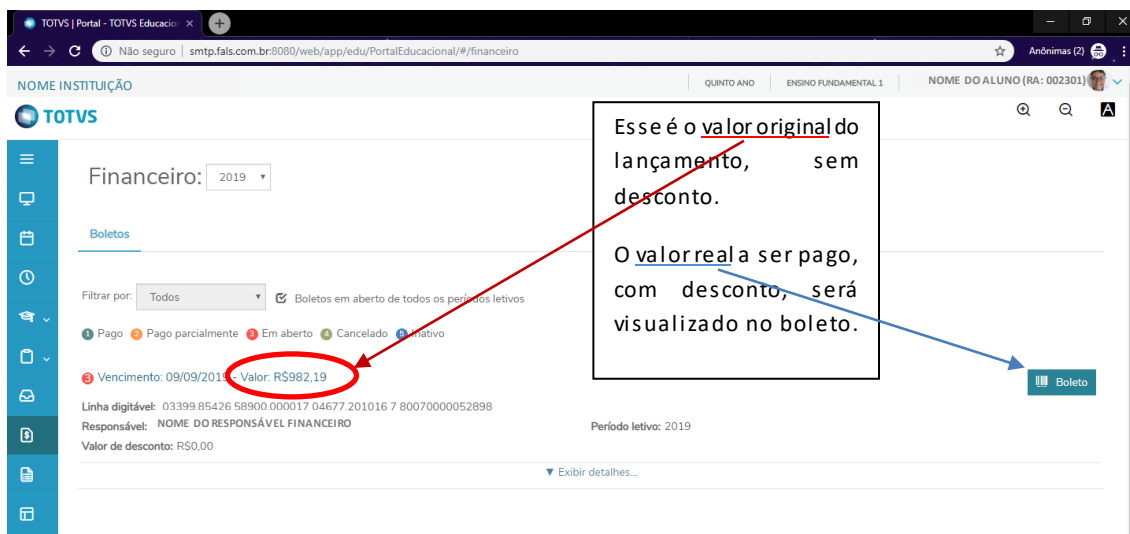 TOTVS | Portal - TOTVS Educacior
Não seguro | smtp.fals.com.br:8080/web/app/edu/PortalEducacional/#/financeiro
Anônimas (2)
NOME INSTITUIÇÃO
QUINTO ANO
ENSINO FUNDAMENTAL 1
NOME DO ALUNO (RA: 002301)
TOTVS
A
Esse é o valor original do
lançamento, sem
desconto.
O valor real a ser pago,
com desconto, será
visualizado no boleto.
Financeiro: 2019
Boletos
Filtrar por: Todos
Boletos em aberto de todos os períodos letivos
1 Pago 2 Pago parcialmente 3 Em aberto 4 Cancelado 5 Inativo
3 Vencimento: 09/09/2019 - Valor: R$982,19
Boleto
Linha digitável: 03399.85426 58900.000017 04677.201016 7 80070000052898
Responsável: NOME DO RESPONSÁVEL FINANCEIRO
Período letivo: 2019
Valor de desconto: R$0,00
▼ Exibir detalhes...